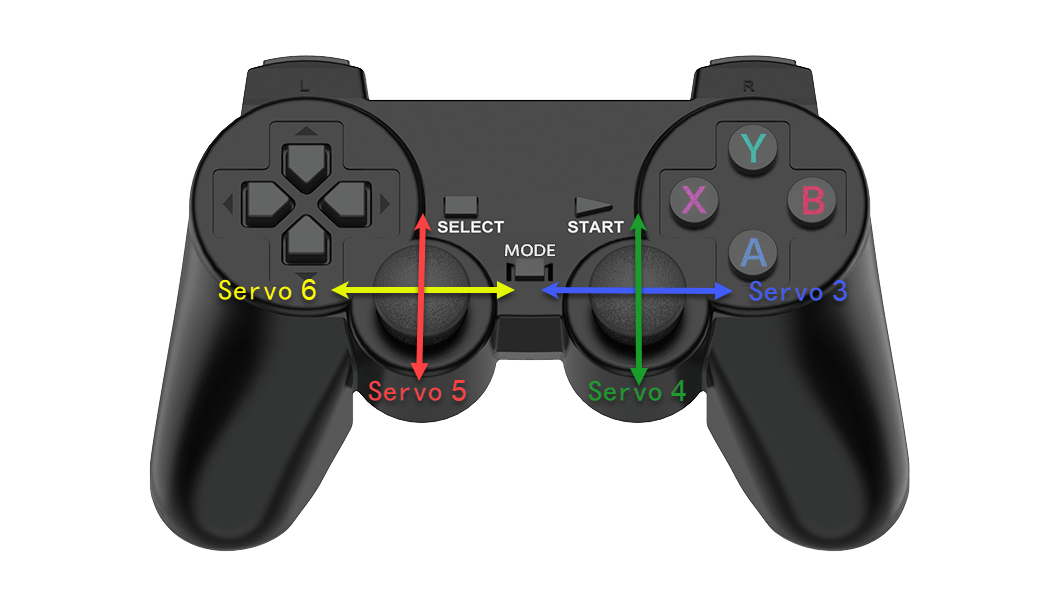 L
R
Y
X
B
SELECT
START
A
MODE
Servo 6
Servo 3
Servo 5
Servo 4